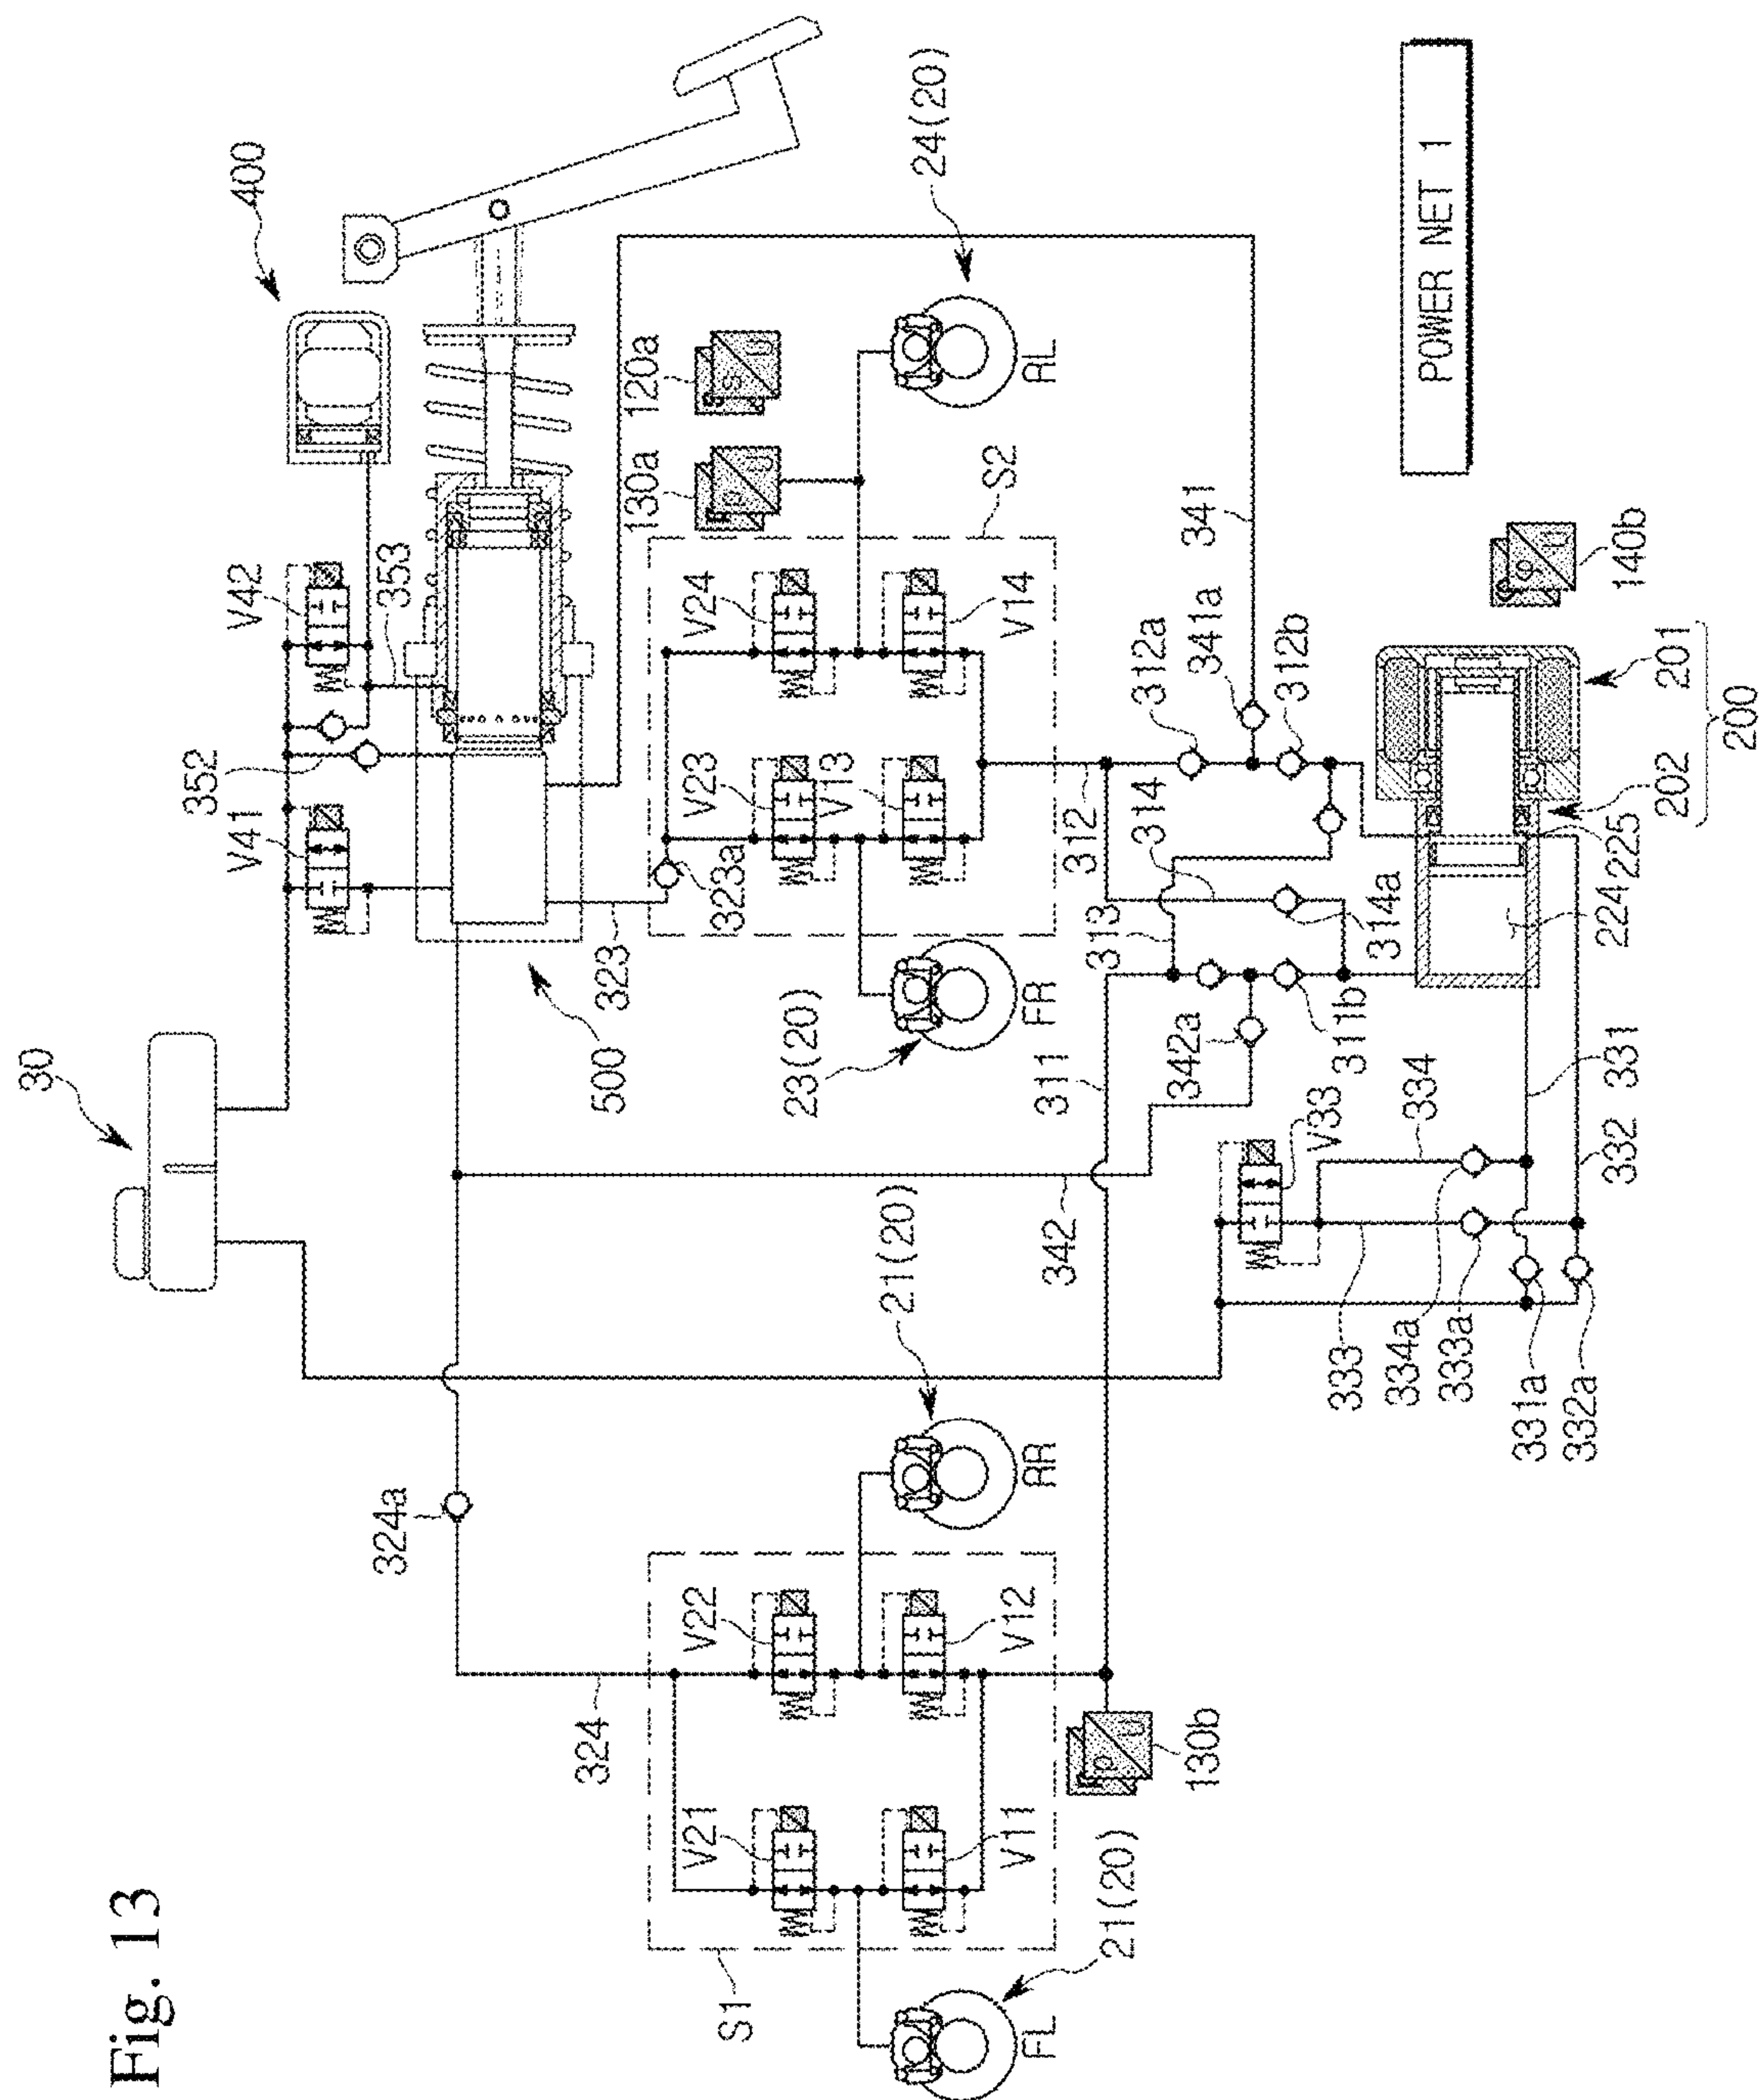 Fig. 13
30
400
V42
353
352
V41
500
324a
324
323
323a
342
120a
130a
S2
V24
V14
V23
V13
24(20)
RL
23(20)
FR
21(20)
RR
S1
V22
V12
V21
V11
21(20)
FL
130b
341
341a
312a
312b
312
314
314a
313
311
311b
342a
V33
334
331
332
333
334a
333a
331a
332a
224
225
202
201
200
140b
POWER NET 1